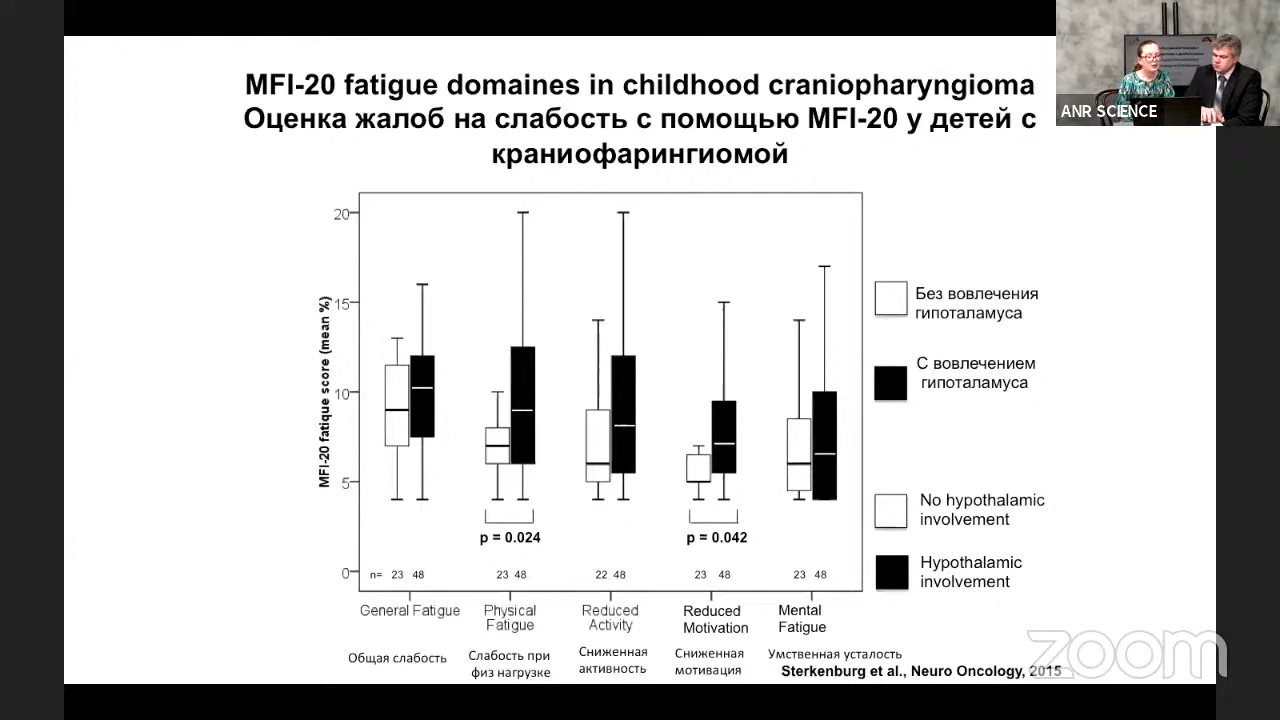 MFI-20 fatigue domaines in childhood craniopharyngioma
Оценка жалоб на слабость с помощью MFI-20 у детей с
краниофарингиомой
ANR SCIENCE
MFI-20 fatique score (mean %)
20
15
10
5
0
p = 0.024
p = 0.042
n= 23 48
23 48
22 48
23 48
23 48
General Fatigue
Physical
Fatigue
Reduced
Activity
Reduced
Motivation
Mental
Fatigue
Общая слабость
Слабость при
физ нагрузке
Сниженная
активность
Сниженная
мотивация
Умственная усталость
Без вовлечения
гипоталамуса
С вовлечением
гипоталамуса
No hypothalamic
involvement
Hypothalamic
involvement
Sterkenburg et al., Neuro Oncology, 2015
zoom